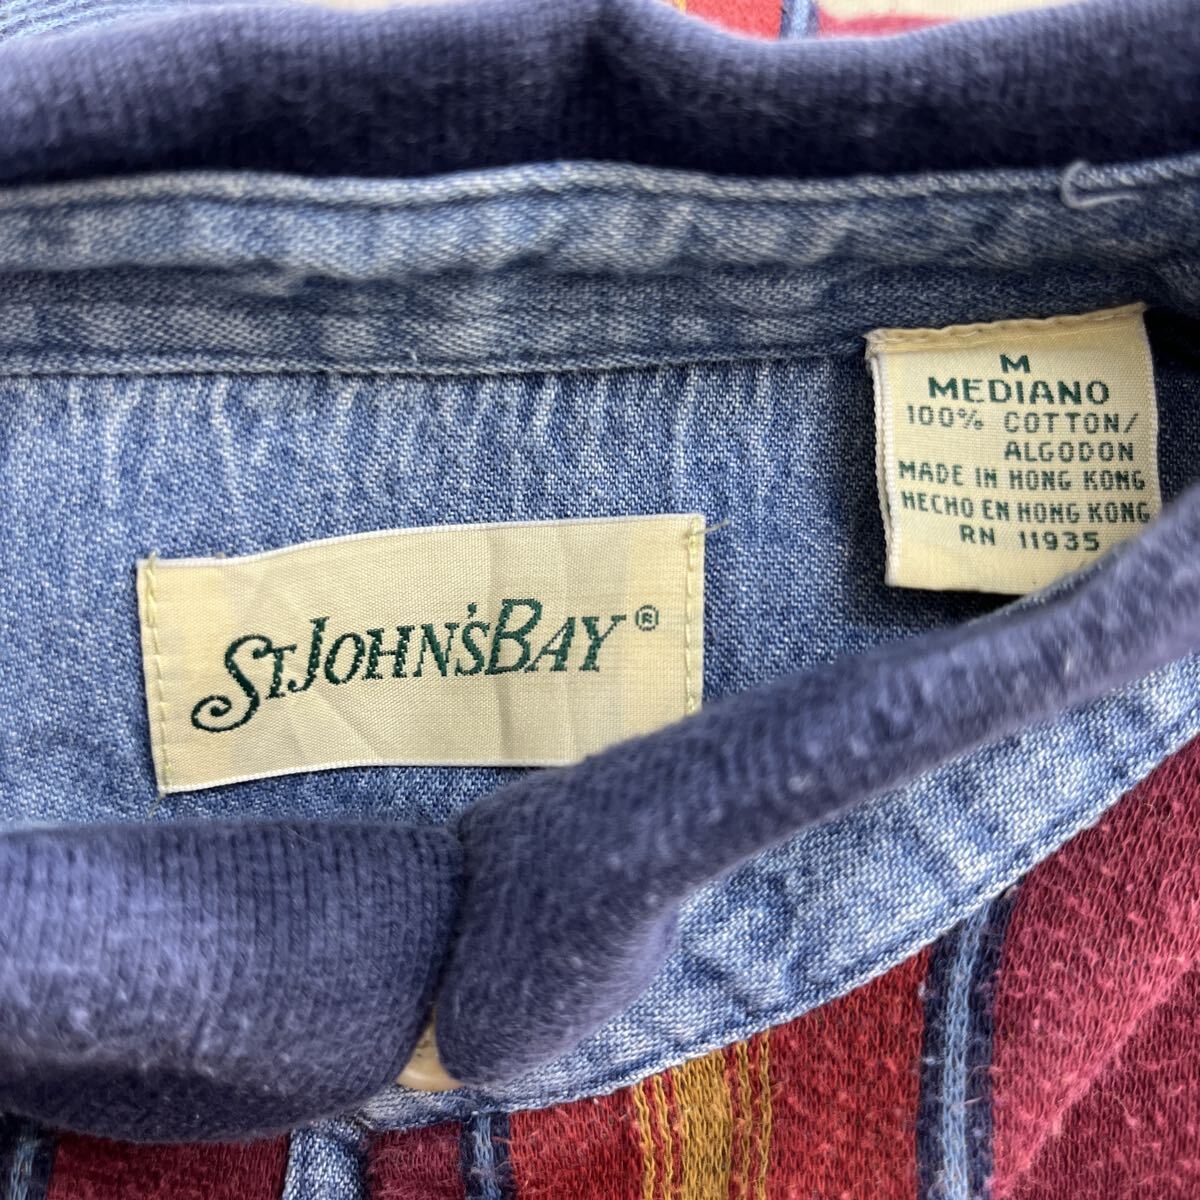 M
MEDIANO
100% COTTON/
ALGODON
MADE IN HONG KONG
HECHO EN HONG KONG
RN 11935
ST JOHN'S BAY®